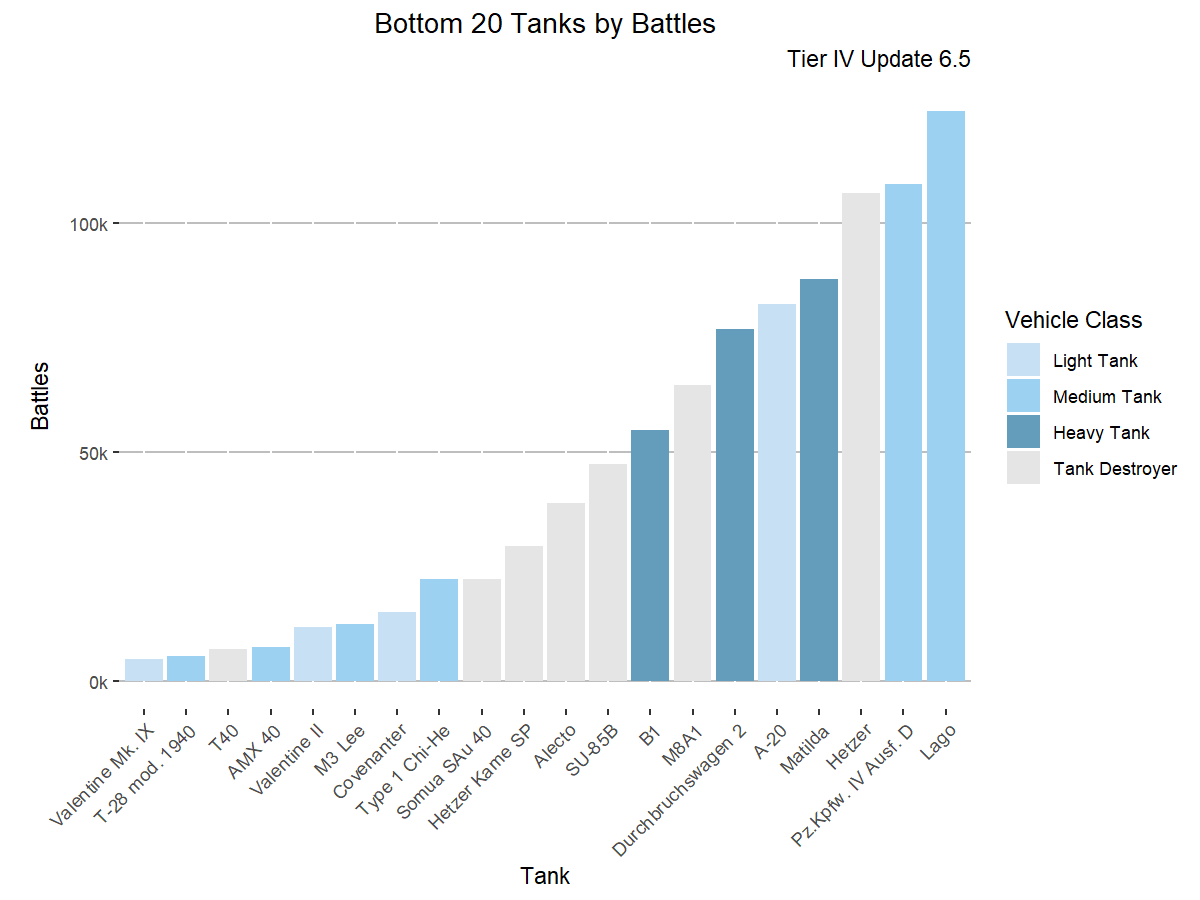 Bottom 20 Tanks by Battles
Tier IV Update 6.5
100k
50k
0k
Battles
Valentine Mk. IX
T-28 mod. 1940
T40
AMX 40
Valentine II
M3 Lee
Covenanter
Type 1 Chi-He
Somua SAu 40
Hetzer Kame SP
Alecto
SU-85B
B1
M8A1
Durchbruchswagen 2
A-20
Matilda
Hetzer
Pz.Kpfw. IV Ausf. D
Lago
Tank
Vehicle Class
Light Tank
Medium Tank
Heavy Tank
Tank Destroyer